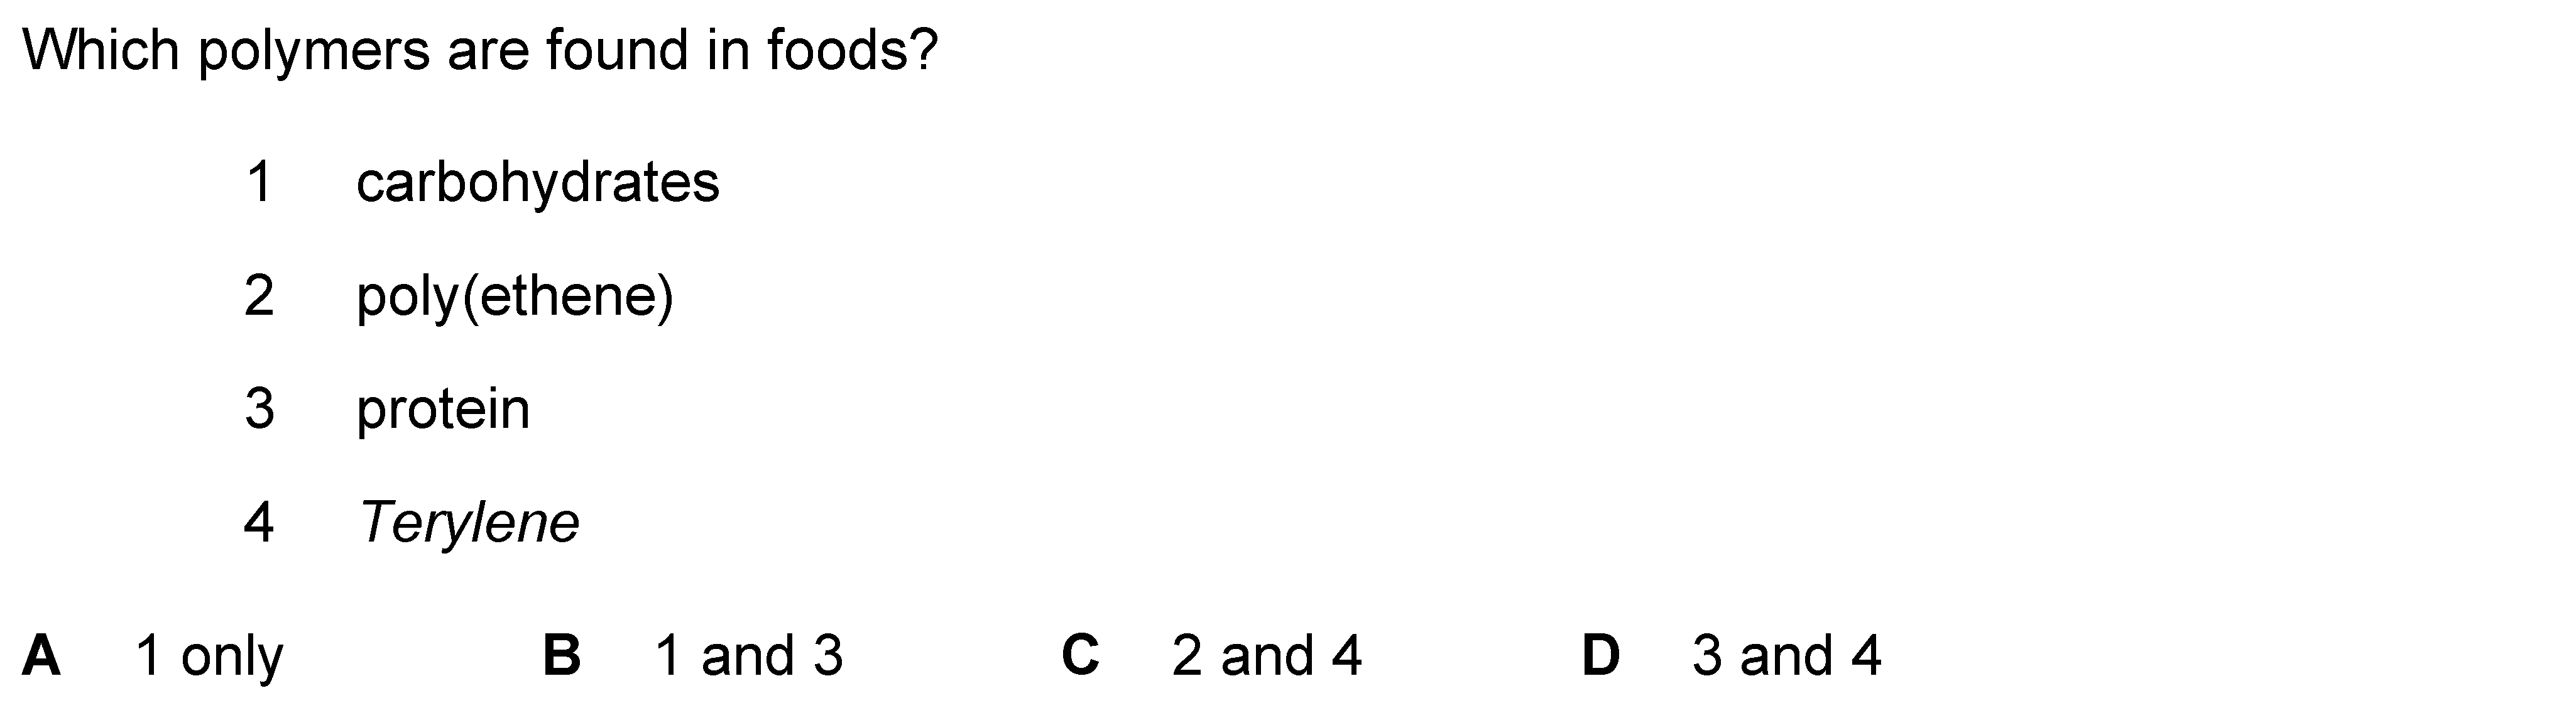 Which polymers are found in foods?
1 carbohydrates
2 poly(ethene)
3 protein
4 Terylene
A 1 only B 1 and 3 C 2 and 4 D 3 and 4